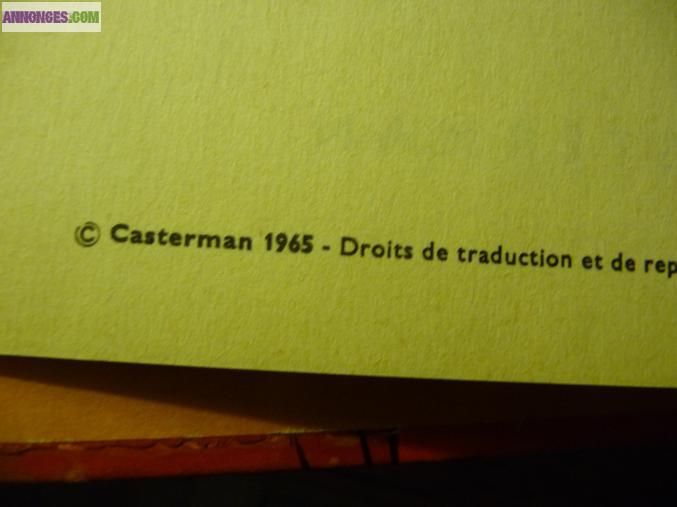 ANNONCES.COM
© Casterman 1965 - Droits de traduction et de rep